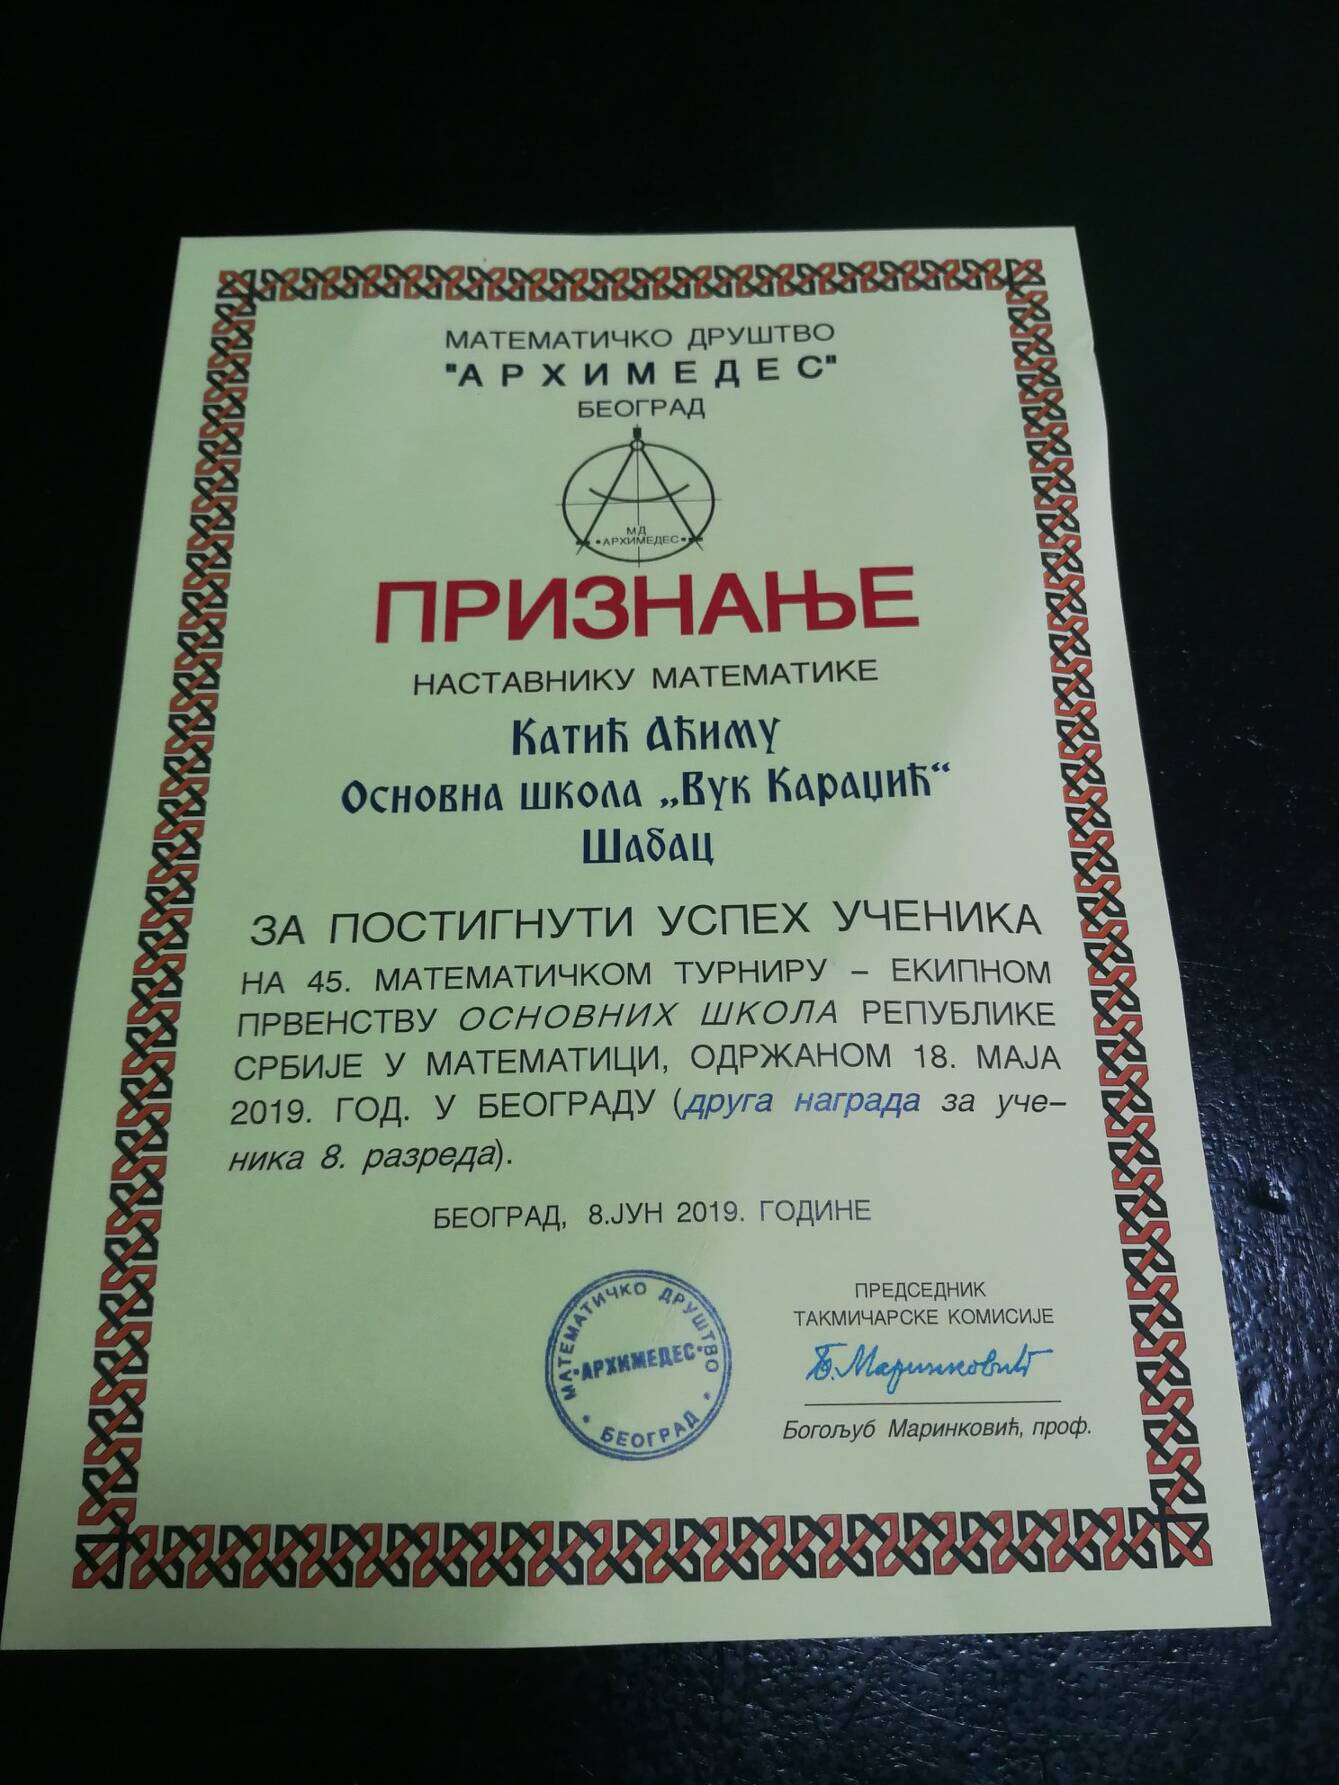 МАТЕМАТИЧКО ДРУШТВО
"АРХИМЕДЕС"
БЕОГРАД
МД
•АРХИМЕДЕС•
ПРИЗНАЊЕ
НАСТАВНИКУ МАТЕМАТИКЕ
Катић Аћиму
Основна школа „Вук Караџић“
Шабац
ЗА ПОСТИГНУТИ УСПЕХ УЧЕНИКА
НА 45. МАТЕМАТИЧКОМ ТУРНИРУ – ЕКИПНОМ
ПРВЕНСТВУ ОСНОВНИХ ШКОЛА РЕПУБЛИКЕ
СРБИЈЕ У МАТЕМАТИЦИ, ОДРЖАНОМ 18. МАЈА
2019. ГОД. У БЕОГРАДУ (друга награда за уче–
ника 8. разреда).
БЕОГРАД, 8.ЈУН 2019. ГОДИНЕ
МАТЕМАТИЧКО ДРУШТВО
•АРХИМЕДЕС•
• БЕОГРАД •
ПРЕДСЕДНИК
ТАКМИЧАРСКЕ КОМИСИЈЕ
Б. Маринковић
Богољуб Маринковић, проф.